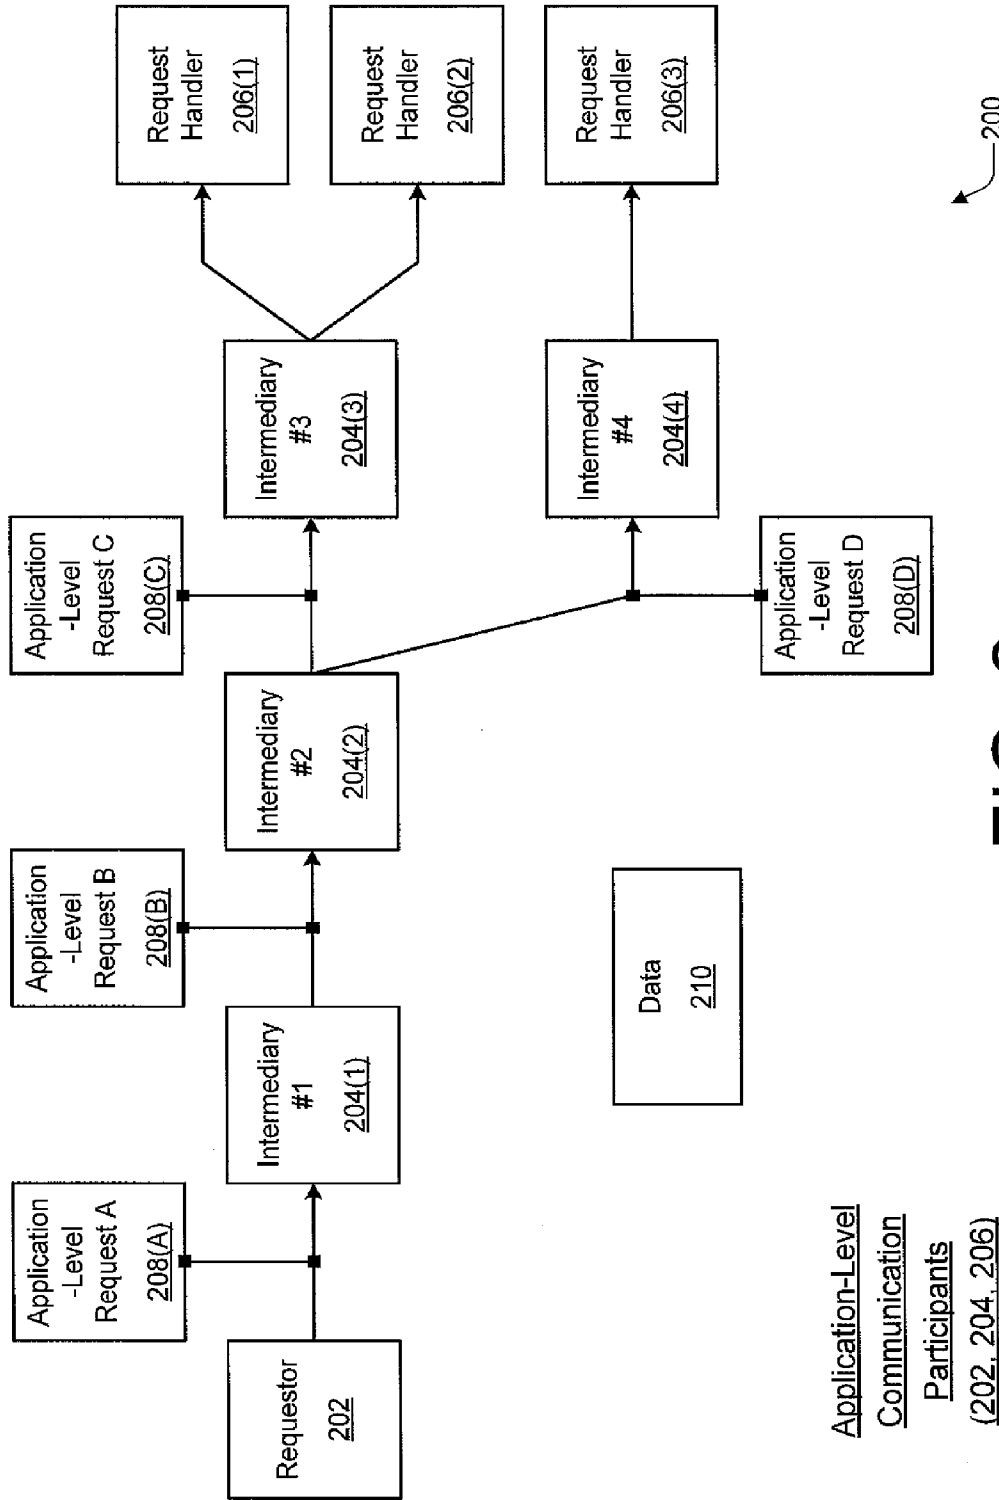 Application
-Level
Request A
208(A)
Application
-Level
Request B
208(B)
Application
-Level
Request C
208(C)
Requestor
202
Intermediary
#1
204(1)
Intermediary
#2
204(2)
Intermediary
#3
204(3)
Request
Handler
206(1)
Request
Handler
206(2)
Intermediary
#4
204(4)
Request
Handler
206(3)
Data
210
Application
-Level
Request D
208(D)
Application-Level
Communication
Participants
(202, 204, 206)
200